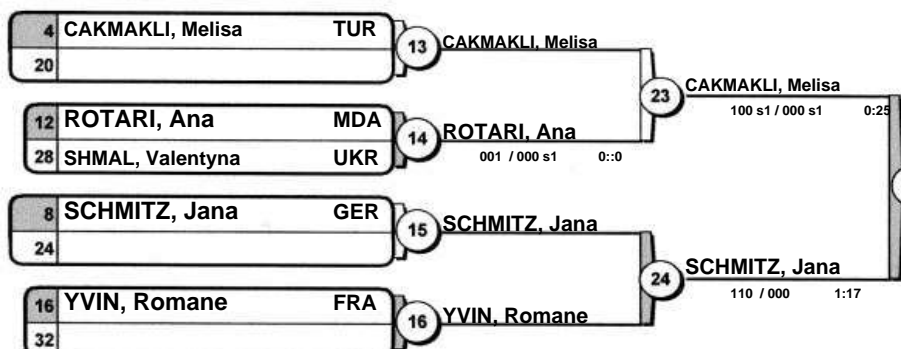 4 CAKMAKLI, Melisa TUR
20
13 CAKMAKLI, Melisa
23 CAKMAKLI, Melisa
100 s1 / 000 s1 0:25
12 ROTARI, Ana MDA
28 SHMAL, Valentyna UKR
14 ROTARI, Ana
001 / 000 s1 0::0
8 SCHMITZ, Jana GER
24
15 SCHMITZ, Jana
24 SCHMITZ, Jana
110 / 000 1:17
16 YVIN, Romane FRA
32
16 YVIN, Romane